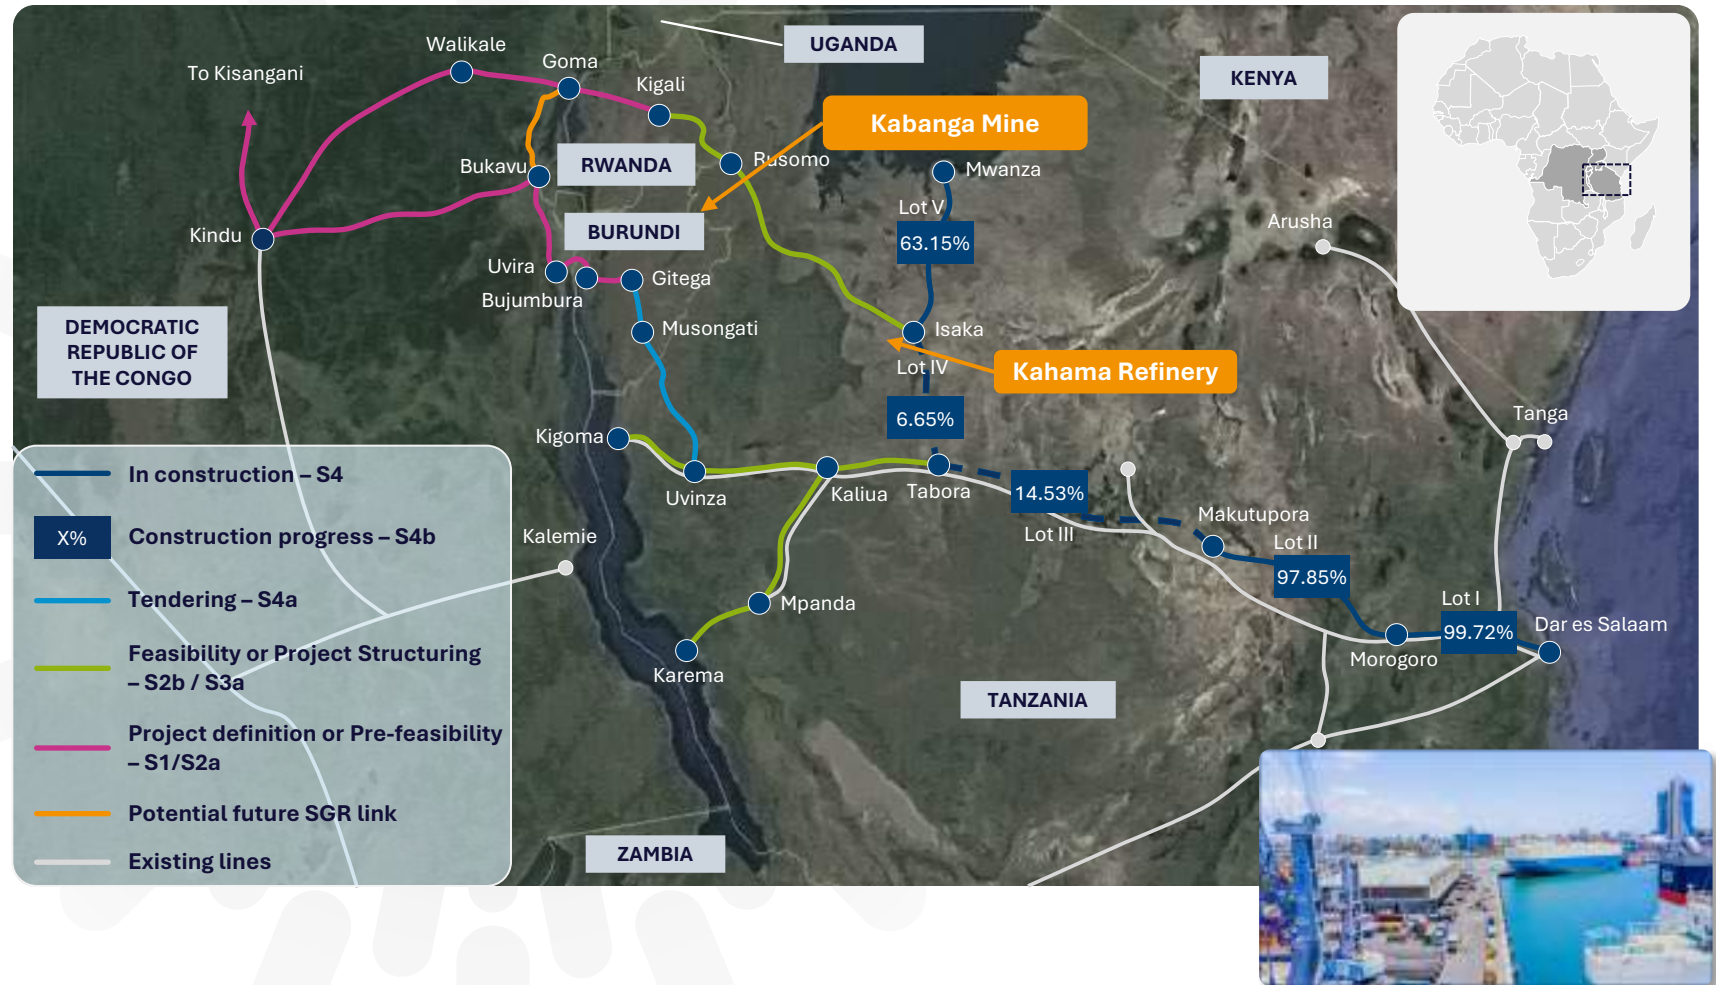 UGANDA
Walikale
Goma
To Kisangani
Kigali
KENYA
Kabanga Mine
Rusomo
RWANDA
Bukavu
Mwanza
Lot V
Arusha
BURUNDI
Kindu
63.15%
Uvira
Gitega
Bujumbura
DEMOCRATIC
REPUBLIC OF
THE CONGO
Musongati
Isaka
Lot IV
Kahama Refinery
6.65%
Tanga
Kigoma
Uvinza
Kaliua
Tabora
14.53%
Lot III
Makutupora
Lot II
97.85%
Kalemie
Lot I
99.72%
Dar es Salaam
Morogoro
Mpanda
Karema
TANZANIA
ZAMBIA
In construction – S4
X%
Construction progress – S4b
Tendering – S4a
Feasibility or Project Structuring
– S2b / S3a
Project definition or Pre-feasibility
– S1/S2a
Potential future SGR link
Existing lines